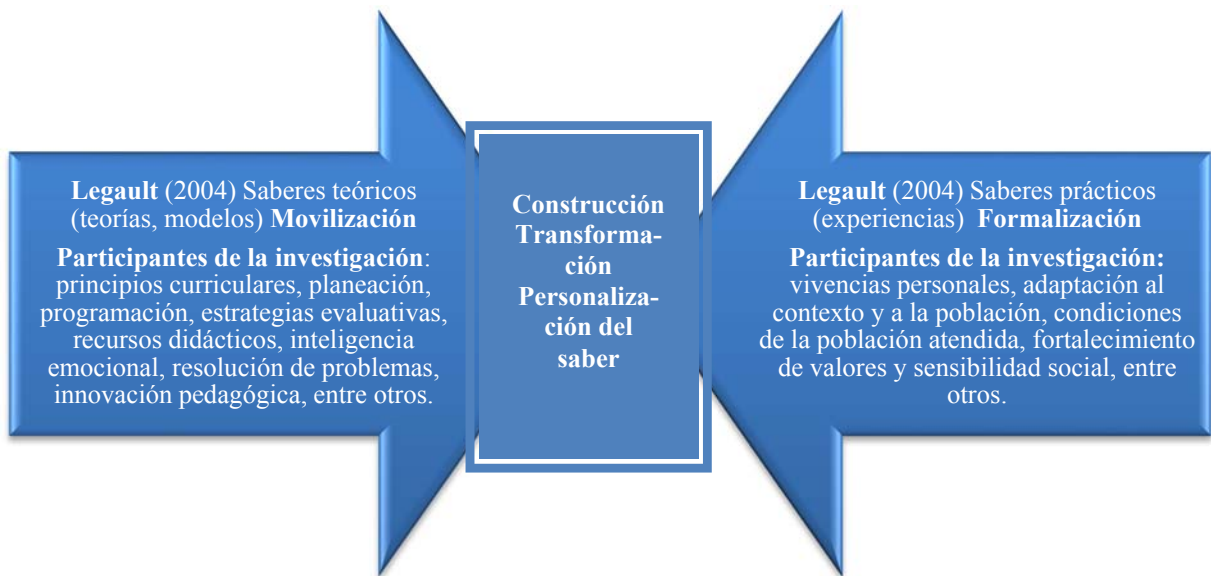 Legault (2004) Saberes teóricos
(teorías, modelos) Movilización
Participantes de la investigación:
principios curriculares, planeación,
programación, estrategias evaluativas,
recursos didácticos, inteligencia
emocional, resolución de problemas,
innovación pedagógica, entre otros.
Construcción
Transforma-
ción
Personaliza-
ción del
saber
Legault (2004) Saberes prácticos
(experiencias) Formalización
Participantes de la investigación:
vivencias personales, adaptación al
contexto y a la población, condiciones
de la población atendida, fortalecimiento
de valores y sensibilidad social, entre
otros.